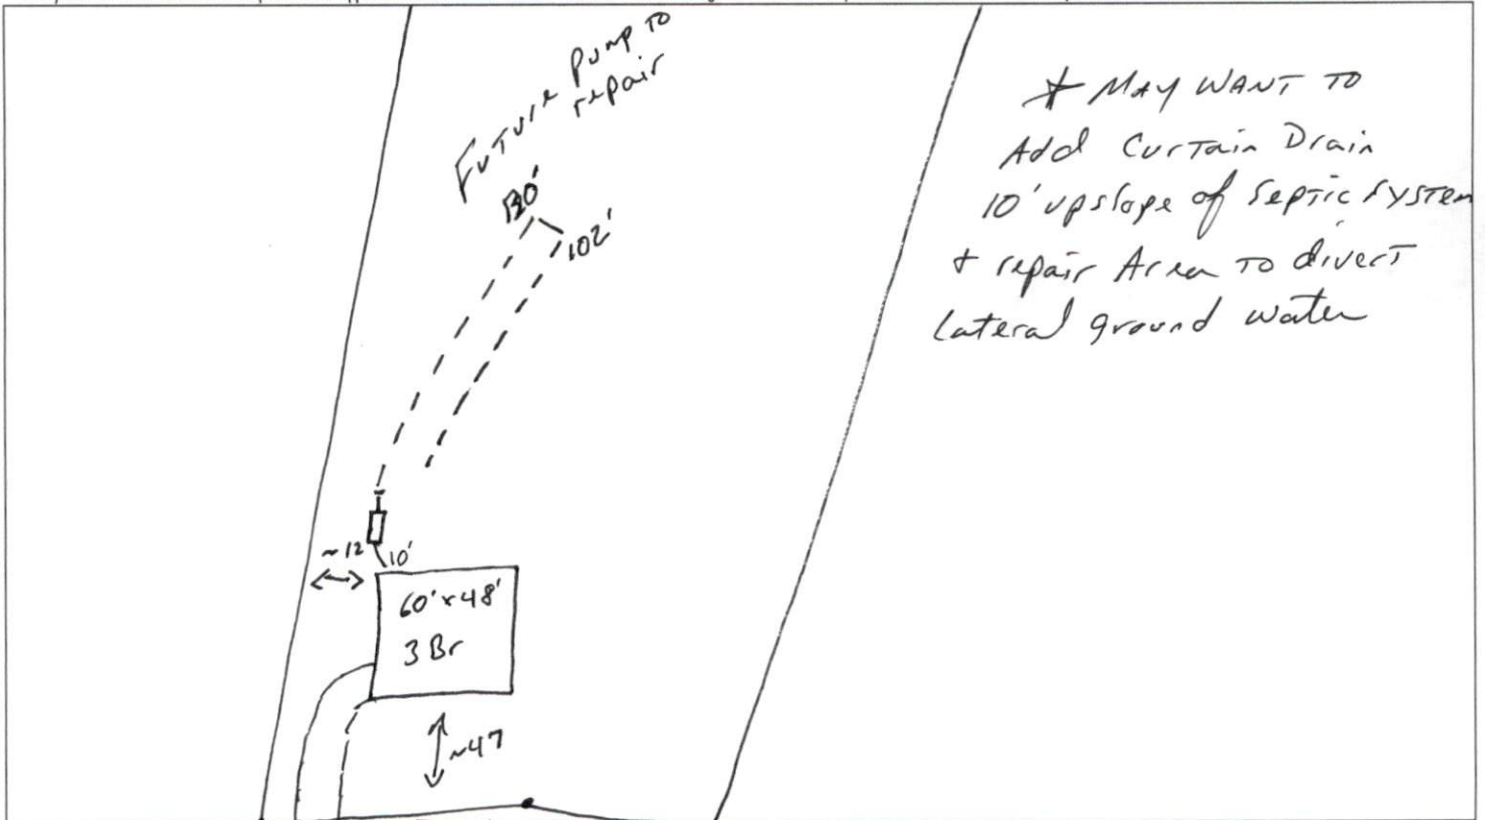 Future pump to
repair
130'
102'
* MAY WANT TO
Add Curtain Drain
10' upslope of septic system
+ repair Area to divert
lateral ground water
~12
10'
60'x48'
3 Br
~47